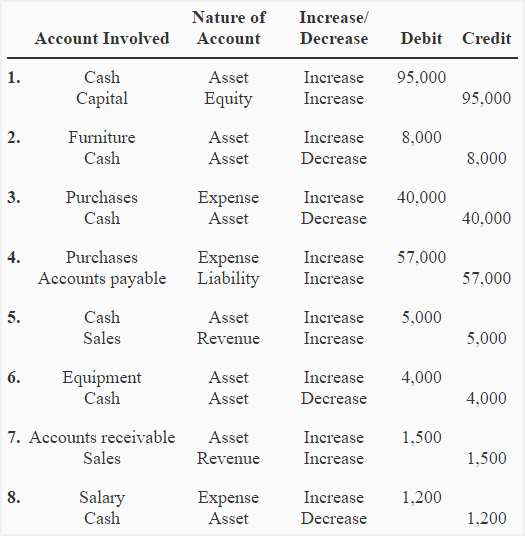 Nature of Increase/
Account Involved Account Decrease Debit Credit
1. Cash Asset Increase 95,000
Capital Equity Increase 95,000
2. Furniture Asset Increase 8,000
Cash Asset Decrease 8,000
3. Purchases Expense Increase 40,000
Cash Asset Decrease 40,000
4. Purchases Expense Increase 57,000
Accounts payable Liability Increase 57,000
5. Cash Asset Increase 5,000
Sales Revenue Increase 5,000
6. Equipment Asset Increase 4,000
Cash Asset Decrease 4,000
7. Accounts receivable Asset Increase 1,500
Sales Revenue Increase 1,500
8. Salary Expense Increase 1,200
Cash Asset Decrease 1,200